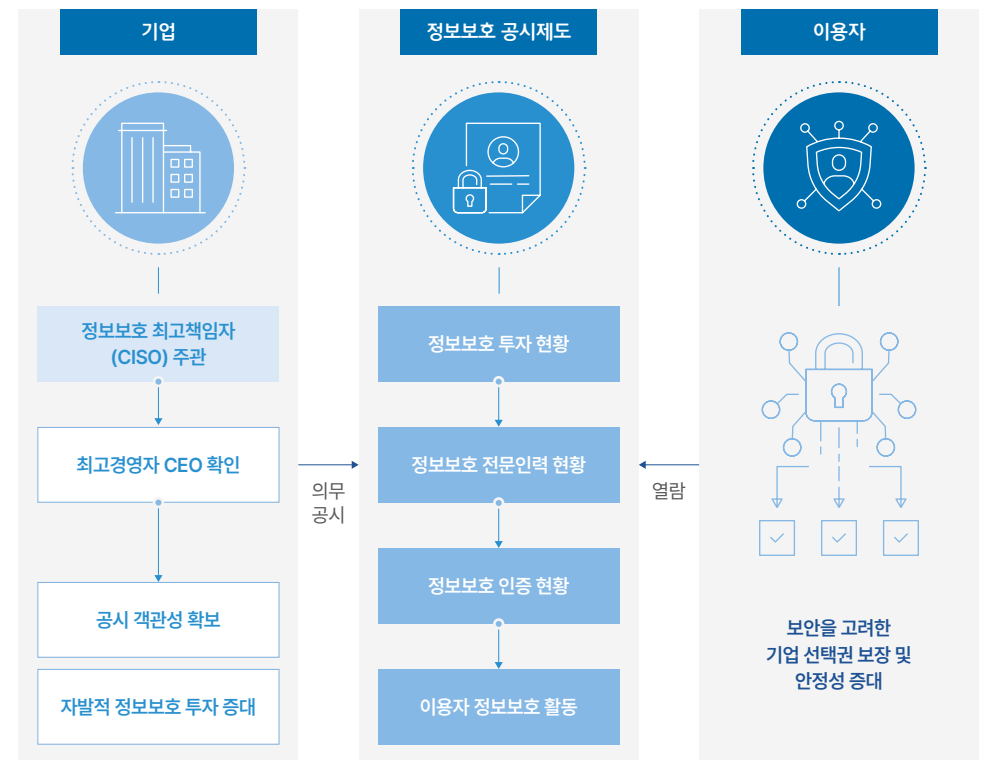 기업
정보보호 최고책임자
(CISO) 주관
최고경영자 CEO 확인
공시 객관성 확보
자발적 정보보호 투자 증대
의무
공시
정보보호 공시제도
정보보호 투자 현황
정보보호 전문인력 현황
정보보호 인증 현황
이용자 정보보호 활동
열람
이용자
보안을 고려한
기업 선택권 보장 및
안정성 증대